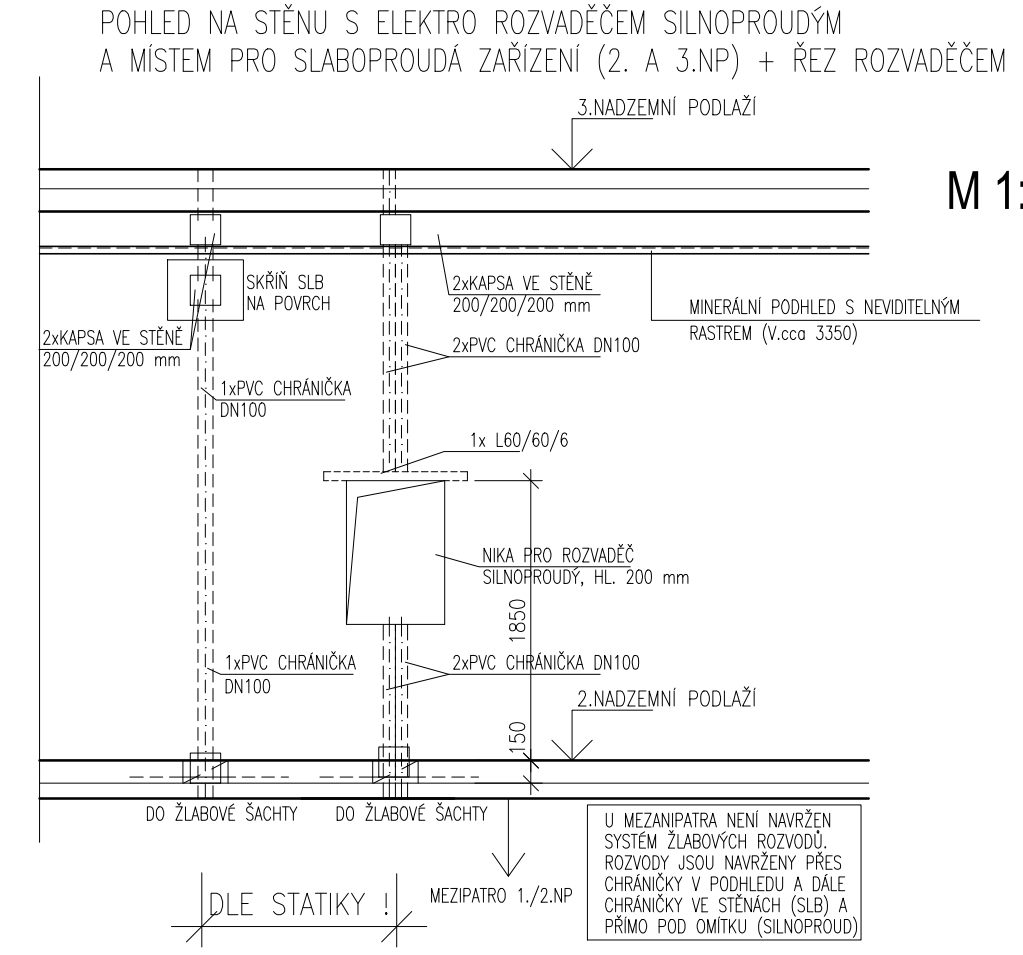 POHLED NA STĚNU S ELEKTRO ROZVADĚČEM SILNOPROUDÝM
A MÍSTEM PRO SLABOPROUDÁ ZAŘÍZENÍ (2. A 3.NP) + ŘEZ ROZVADĚČEM
3.NADZEMNÍ PODLAŽÍ
M 1:
SKŘÍŇ SLB
NA POVRCH
2xKAPSA VE STĚNĚ
200/200/200 mm
MINERÁLNÍ PODHLED S NEVIDITELNÝM
RASTREM (V.cca 3350)
2xKAPSA VE STĚNĚ
200/200/200 mm
2xPVC CHRÁNIČKA DN100
1xPVC CHRÁNIČKA
DN100
1x L60/60/6
NIKA PRO ROZVADĚČ
SILNOPROUDÝ, HL. 200 mm
1850
1xPVC CHRÁNIČKA
DN100
2xPVC CHRÁNIČKA DN100
2.NADZEMNÍ PODLAŽÍ
150
DO ŽLABOVÉ ŠACHTY
DO ŽLABOVÉ ŠACHTY
U MEZANIPATRA NENÍ NAVRŽEN
SYSTÉM ŽLABOVÝCH ROZVODŮ.
ROZVODY JSOU NAVRŽENY PŘES
CHRÁNIČKY V PODHLEDU A DÁLE
CHRÁNIČKY VE STĚNÁCH (SLB) A
PŘÍMO POD OMÍTKU (SILNOPROUD)
MEZIPATRO 1./2.NP
DLE STATIKY !